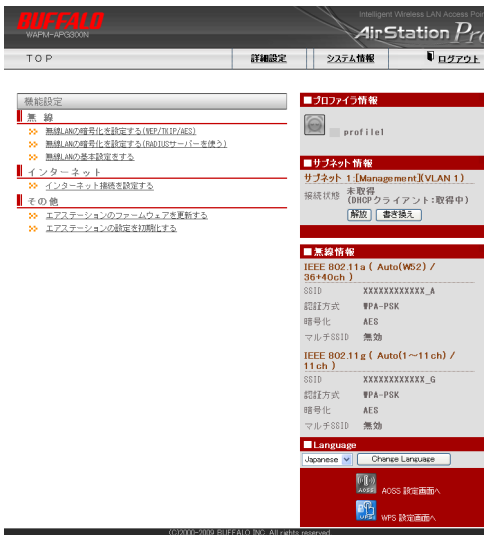 BUFFALO
WAPM-APG300N
Intelligent Wireless LAN Access Poi
AirStation Pro
TOP
詳細設定
システム情報
ログアウト
機能設定
無 線
無線LANの暗号化を設定する(WEP/TKIP/AES)
無線LANの暗号化を設定する(RADIUSサーバーを使う)
無線LANの基本設定をする
インターネット
インターネット接続を設定する
その他
エアステーションのファームウェアを更新する
エアステーションの設定を初期化する
■プロファイラ情報
profile1
■サブネット情報
サブネット 1:[Management](VLAN 1)
接続状態 未取得
(DHCPクライアント:取得中)
解放 書き換え
■無線情報
IEEE 802.11a ( Auto(W52) /
36+40ch )
SSID XXXXXXXXXXXX_A
認証方式 WPA-PSK
暗号化 AES
マルチSSID 無効
IEEE 802.11g ( Auto(1～11ch) /
11ch )
SSID XXXXXXXXXXXX_G
認証方式 WPA-PSK
暗号化 AES
マルチSSID 無効
■Language
Japanese Change Language
AOSS AOSS 設定画面へ
WPS WPS 設定画面へ
(C)2000-2009 BUFFALO INC. All rights reserved.